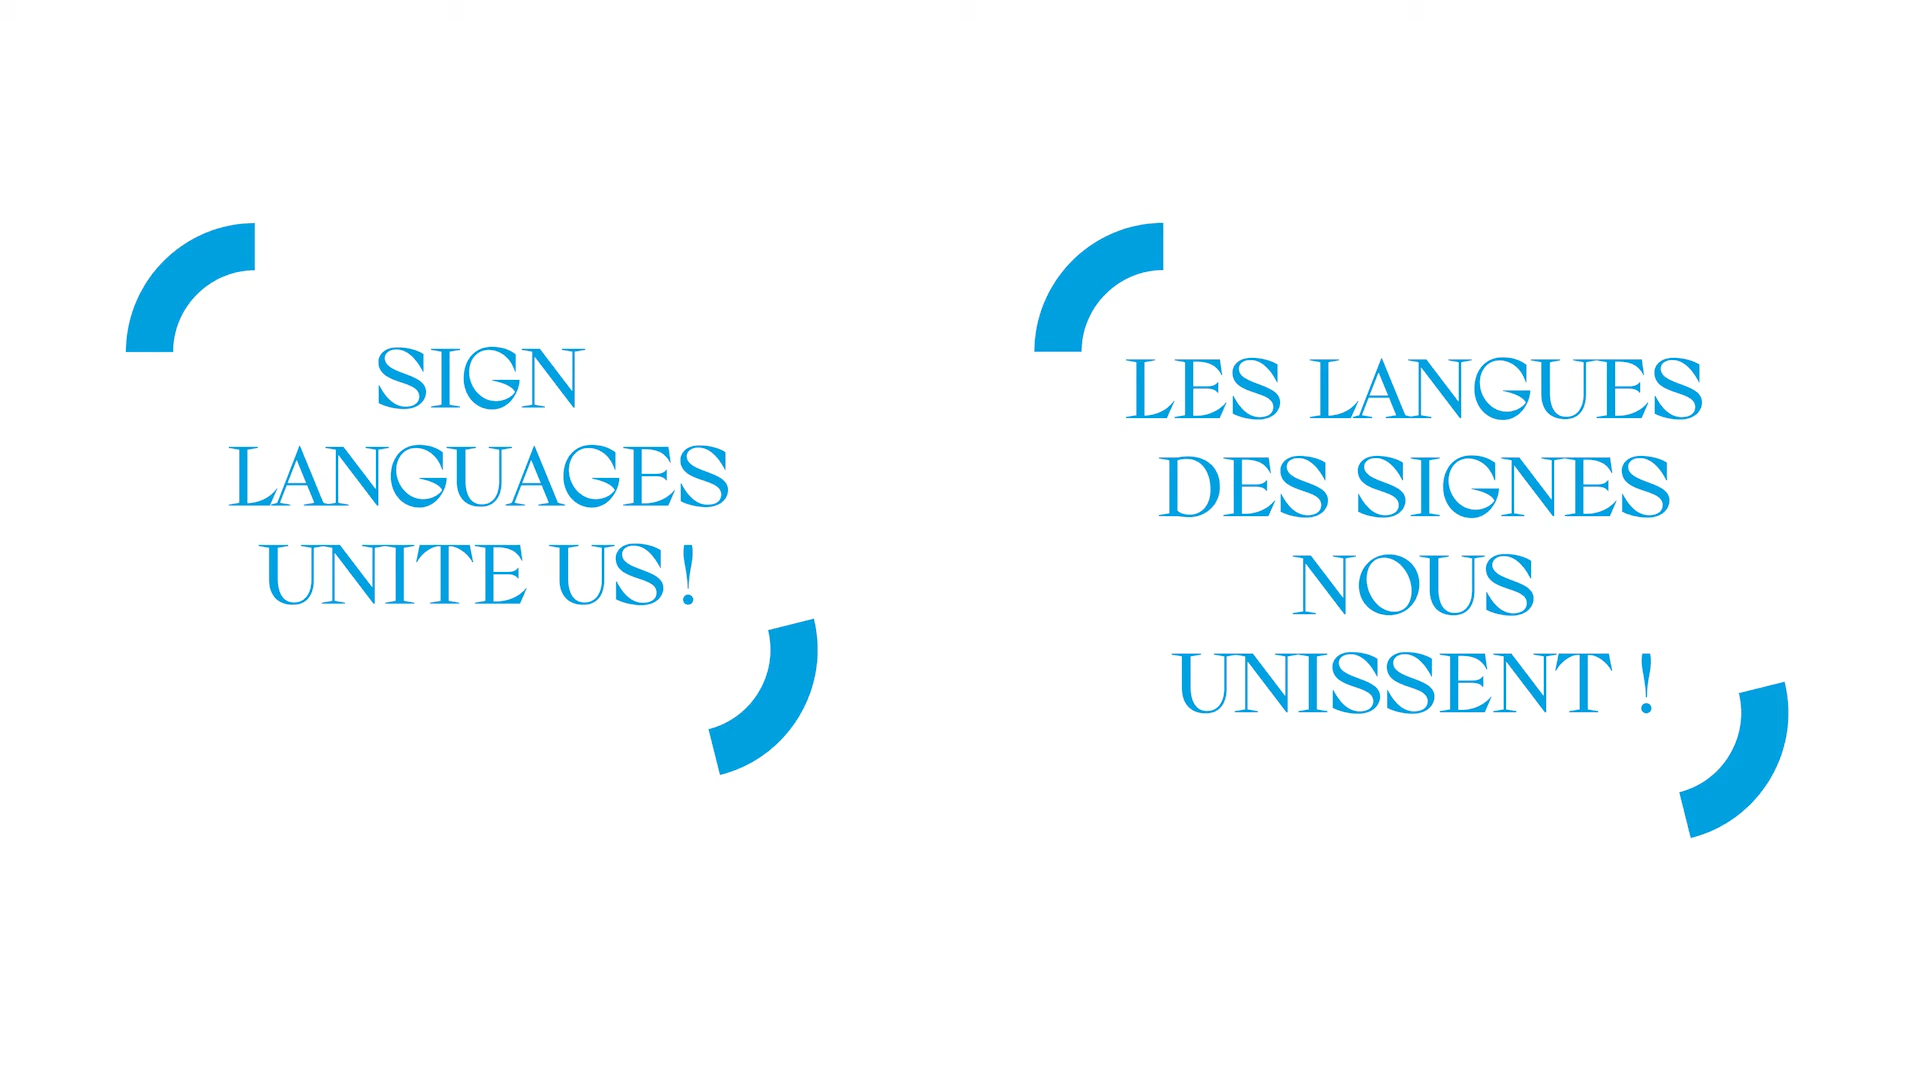 SIGN
LANGUAGES
UNITE US!
LES LANGUES
DES SIGNES
NOUS
UNISSENT !